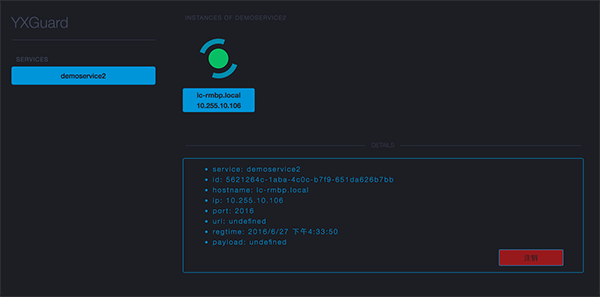 YXGuard
SERVICES
demoservice2
INSTANCES OF DEMOSERVICE2
lc-rmbp.local
10.255.10.106
DETAILS
service: demoservice2
id: 5621264c-1aba-4c0c-b7f9-651da626b7bb
hostname: lc-rmbp.local
ip: 10.255.10.106
port: 2016
url: undefined
regtime: 2016/6/27 下午4:33:50
payload: undefined
注销